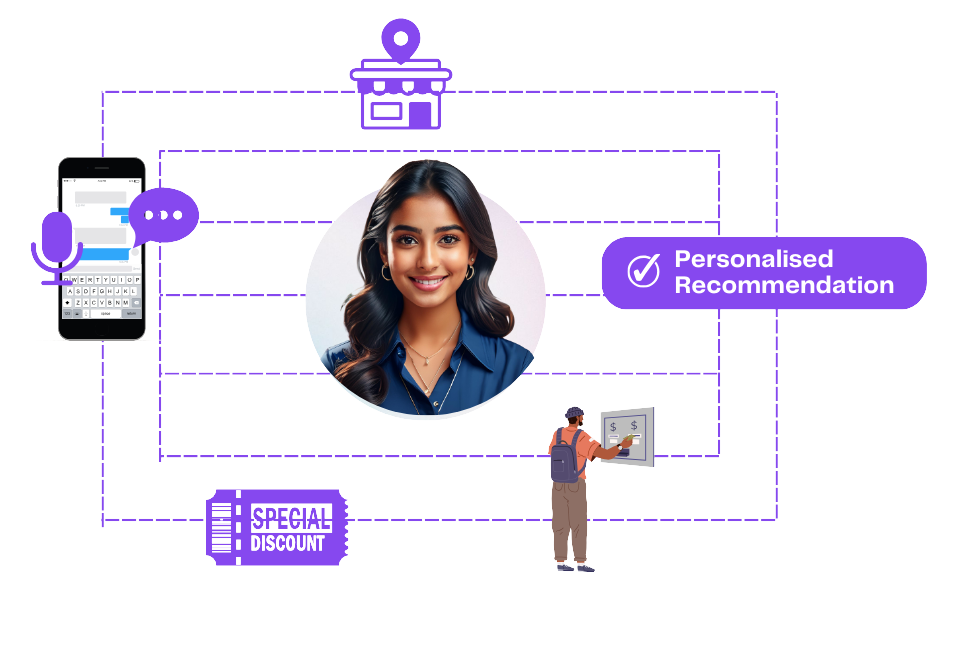 Personalised
Recommendation
Q W E R T Y U I O P
A S D F G H J K L
Z X C V B N M
$ $
SPECIAL
DISCOUNT